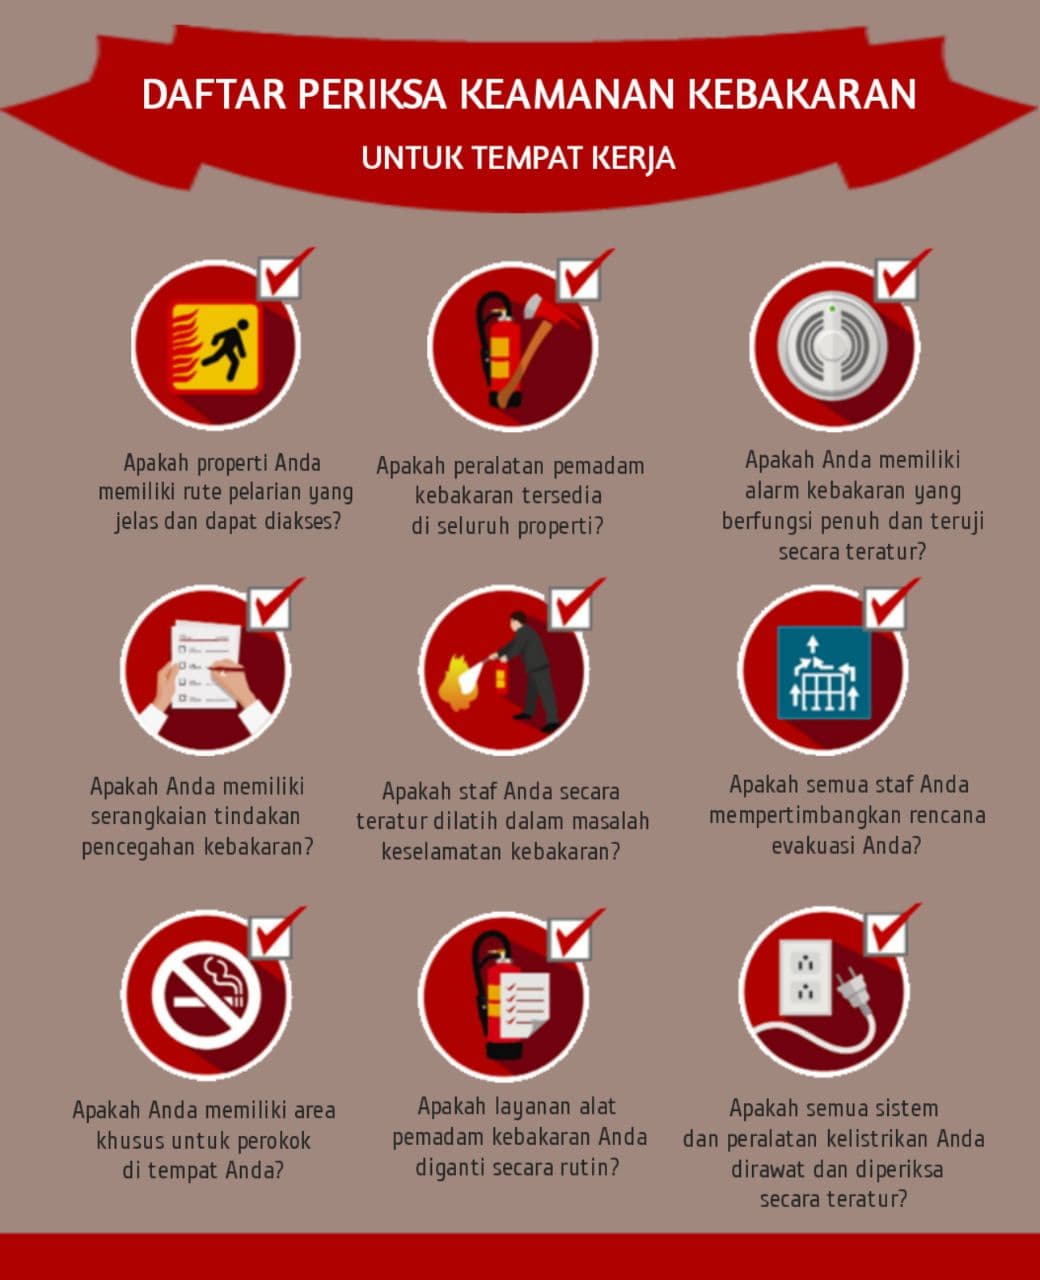 DAFTAR PERIKSA KEAMANAN KEBAKARAN
UNTUK TEMPAT KERJA
Apakah properti Anda
memiliki rute pelarian yang
jelas dan dapat diakses?
Apakah peralatan pemadam
kebakaran tersedia
di seluruh properti?
Apakah Anda memiliki
alarm kebakaran yang
berfungsi penuh dan teruji
secara teratur?
Apakah Anda memiliki
serangkaian tindakan
pencegahan kebakaran?
Apakah staf Anda secara
teratur dilatih dalam masalah
keselamatan kebakaran?
Apakah semua staf Anda
mempertimbangkan rencana
evakuasi Anda?
Apakah Anda memiliki area
khusus untuk perokok
di tempat Anda?
Apakah layanan alat
pemadam kebakaran Anda
diganti secara rutin?
Apakah semua sistem
dan peralatan kelistrikan Anda
dirawat dan diperiksa
secara teratur?